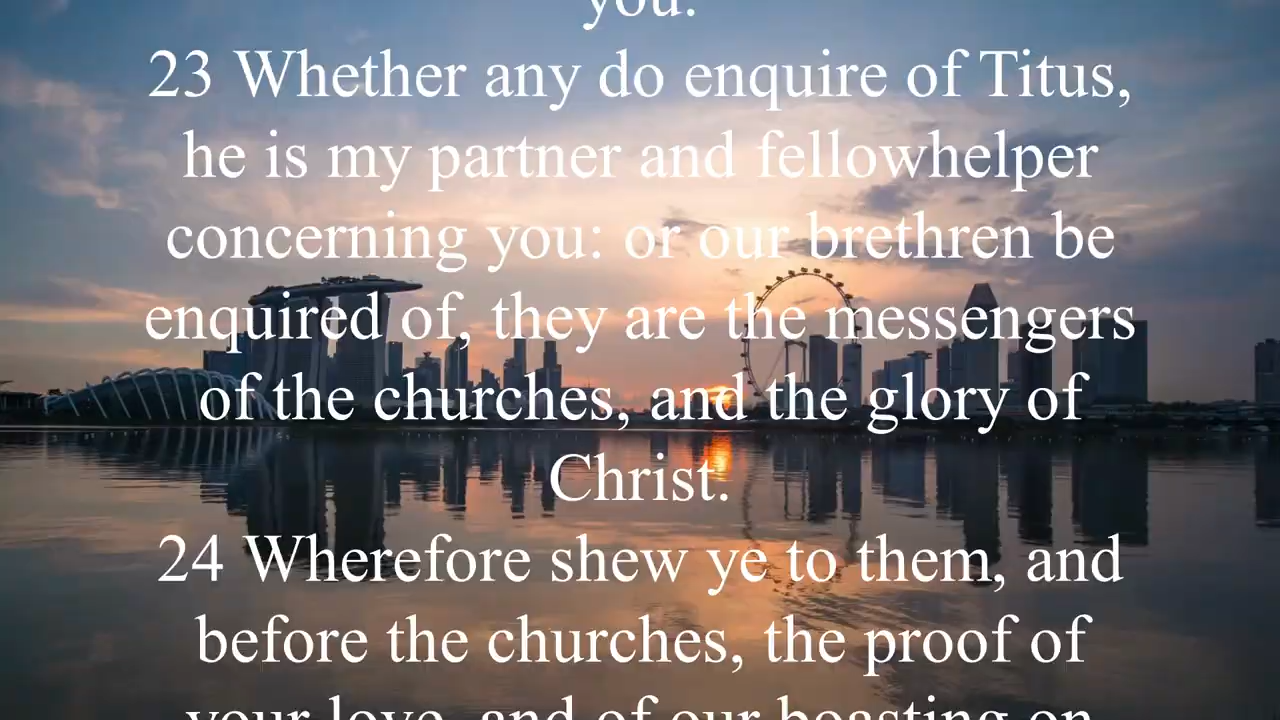 you.
23 Whether any do enquire of Titus,
he is my partner and fellowhelper
concerning you: or our brethren be
enquired of, they are the messengers
of the churches, and the glory of
Christ.
24 Wherefore shew ye to them, and
before the churches, the proof of
your love, and of our boasting on